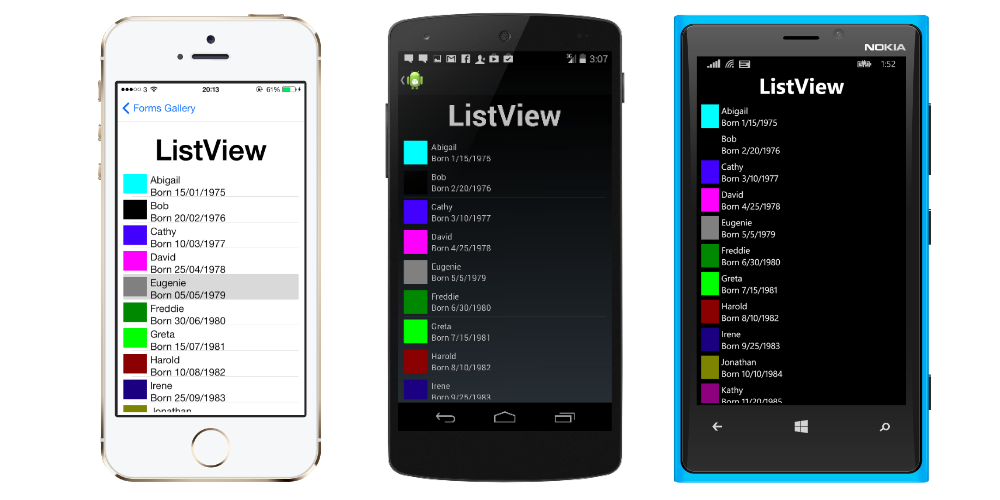 3 20:13 61%
Forms Gallery
ListView
Abigail
Born 15/01/1975
Bob
Born 20/02/1976
Cathy
Born 10/03/1977
David
Born 25/04/1978
Eugenie
Born 05/05/1979
Freddie
Born 30/06/1980
Greta
Born 15/07/1981
Harold
Born 10/08/1982
Irene
Born 25/09/1983
Jonathan
3:07
ListView
Abigail
Born 1/15/1975
Bob
Born 2/20/1976
Cathy
Born 3/10/1977
David
Born 4/25/1978
Eugenie
Born 5/5/1979
Freddie
Born 6/30/1980
Greta
Born 7/15/1981
Harold
Born 8/10/1982
Irene
Born 9/25/1983
NOKIA
1:52
ListView
Abigail
Born 1/15/1975
Bob
Born 2/20/1976
Cathy
Born 3/10/1977
David
Born 4/25/1978
Eugenie
Born 5/5/1979
Freddie
Born 6/30/1980
Greta
Born 7/15/1981
Harold
Born 8/10/1982
Irene
Born 9/25/1983
Jonathan
Born 10/10/1984
Kathy
Born 11/20/1985